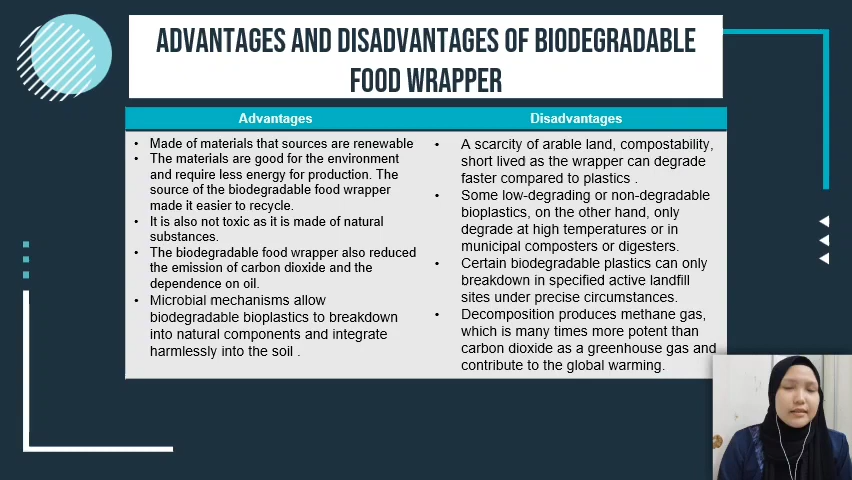 ADVANTAGES AND DISADVANTAGES OF BIODEGRADABLE
FOOD WRAPPER
Advantages
• Made of materials that sources are renewable
• The materials are good for the environment
and require less energy for production. The
source of the biodegradable food wrapper
made it easier to recycle.
• It is also not toxic as it is made of natural
substances.
• The biodegradable food wrapper also reduced
the emission of carbon dioxide and the
dependence on oil.
• Microbial mechanisms allow
biodegradable bioplastics to breakdown
into natural components and integrate
harmlessly into the soil .
Disadvantages
• A scarcity of arable land, compostability,
short lived as the wrapper can degrade
faster compared to plastics .
• Some low-degrading or non-degradable
bioplastics, on the other hand, only
degrade at high temperatures or in
municipal composters or digesters.
• Certain biodegradable plastics can only
breakdown in specified active landfill
sites under precise circumstances.
• Decomposition produces methane gas,
which is many times more potent than
carbon dioxide as a greenhouse gas and
contribute to the global warming.